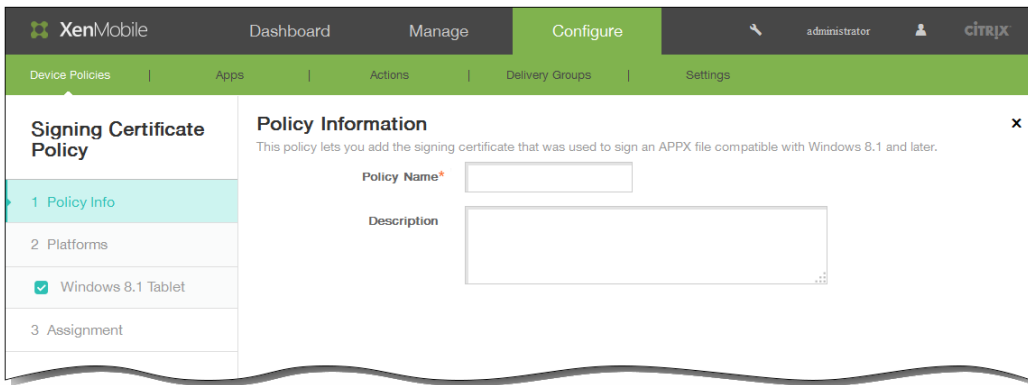 XenMobile Dashboard Manage Configure administrator CİTRIX
Device Policies | Apps | Actions | Delivery Groups | Settings
Signing Certificate
Policy
1 Policy Info
2 Platforms
Windows 8.1 Tablet
3 Assignment
Policy Information x
This policy lets you add the signing certificate that was used to sign an APPX file compatible with Windows 8.1 and later.
Policy Name*
Description